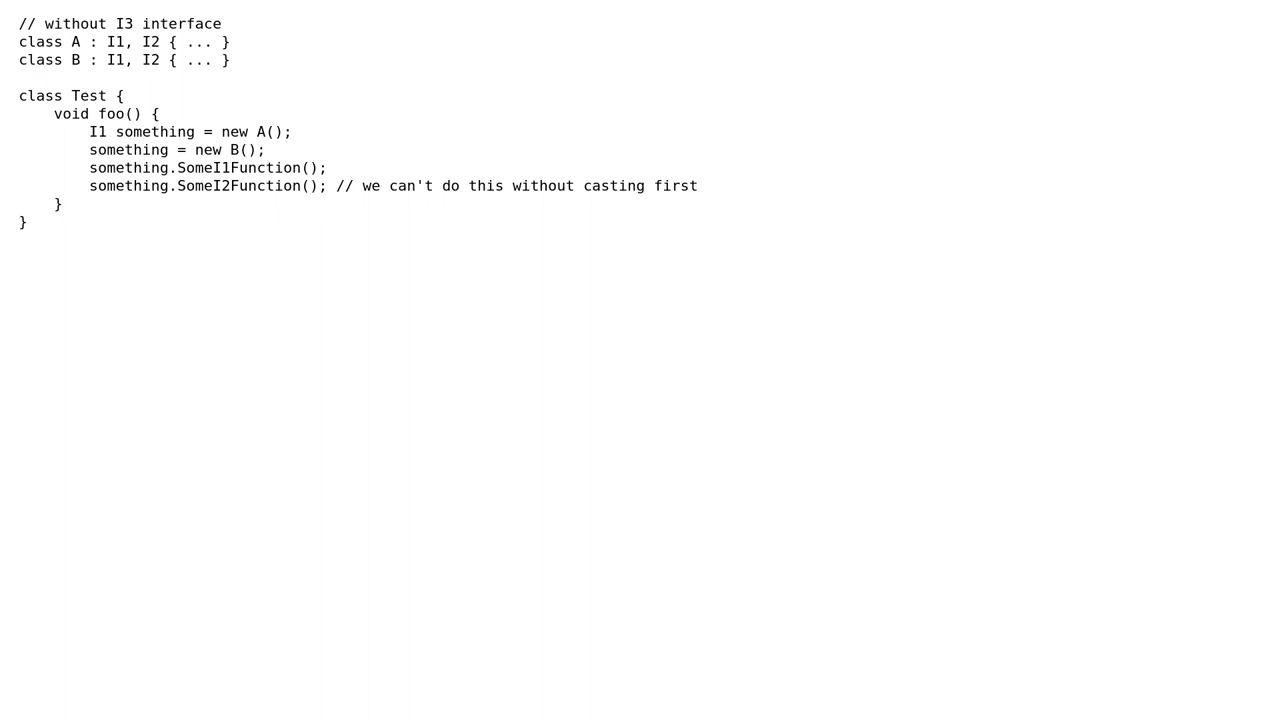 // without I3 interface
class A : I1, I2 { ... }
class B : I1, I2 { ... }

class Test {
    void foo() {
        I1 something = new A();
        something = new B();
        something.SomeI1Function();
        something.SomeI2Function(); // we can't do this without casting first
    }
}